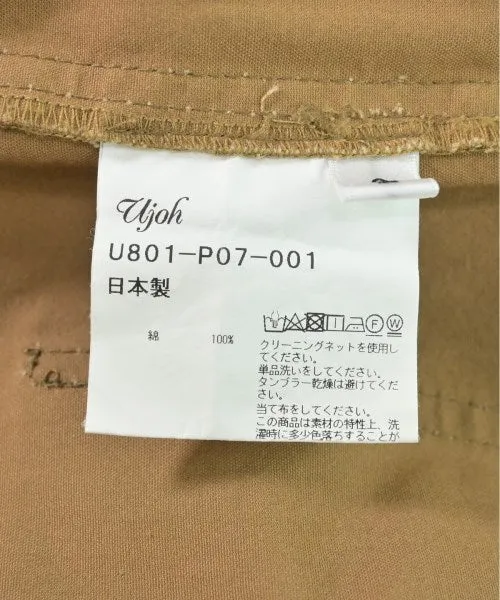 Ujoh
U801-P07-001
日本製
綿 100%
F W
クリーニングネットを使用し
てください。
単品洗いをしてください。
タンブラー乾燥は避けてくだ
さい。
当て布をしてください。
この商品は素材の特性上、洗
濯時に多少色落ちすることが